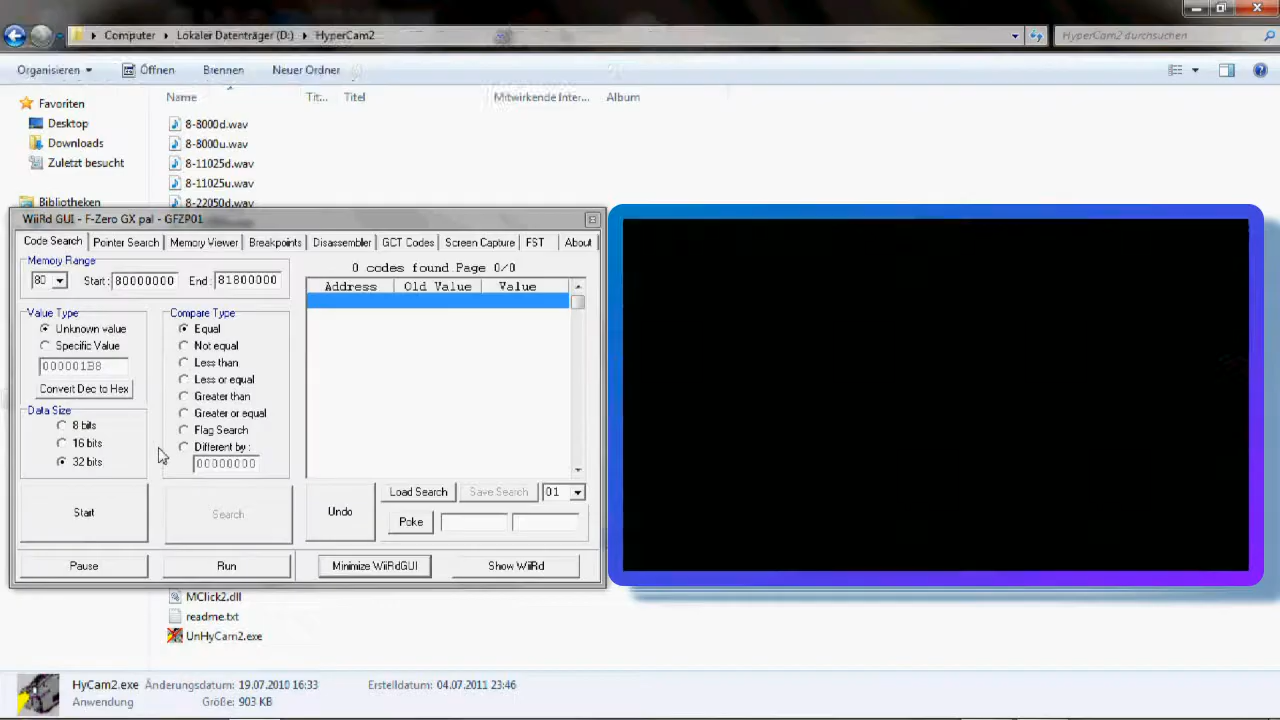 Computer
Lokaler Datenträger (D:)
HyperCam2
HyperCam2 durchsuchen
Organisieren
Öffnen
Brennen
Neuer Ordner
Name
Tit...
Titel
Mitwirkende Inter...
Album
Favoriten
Desktop
Downloads
Zuletzt besucht
Bibliotheken
8-8000d.wav
8-8000u.wav
8-11025d.wav
8-11025u.wav
8-22050d.wav
WiiRd GUI - F-Zero GX pal - GFZP01
Code Search
Pointer Search
Memory Viewer
Breakpoints
Disassembler
GCT Codes
Screen Capture
FST
About
Memory Range
80
Start :
80000000
End :
81800000
Value Type
Unknown value
Specific Value
000001B8
Convert Dec to Hex
Data Size
8 bits
16 bits
32 bits
Compare Type
Equal
Not equal
Less than
Less or equal
Greater than
Greater or equal
Flag Search
Different by :
00000000
0 codes found Page 0/0
Address
Old Value
Value
Start
Search
Undo
Load Search
Save Search
01
Poke
Pause
Run
Minimize WiiRdGUI
Show WiiRd
MClick2.dll
readme.txt
UnHyCam2.exe
HyCam2.exe
Änderungsdatum: 19.07.2010 16:33
Erstelldatum: 04.07.2011 23:46
Anwendung
Größe: 903 KB